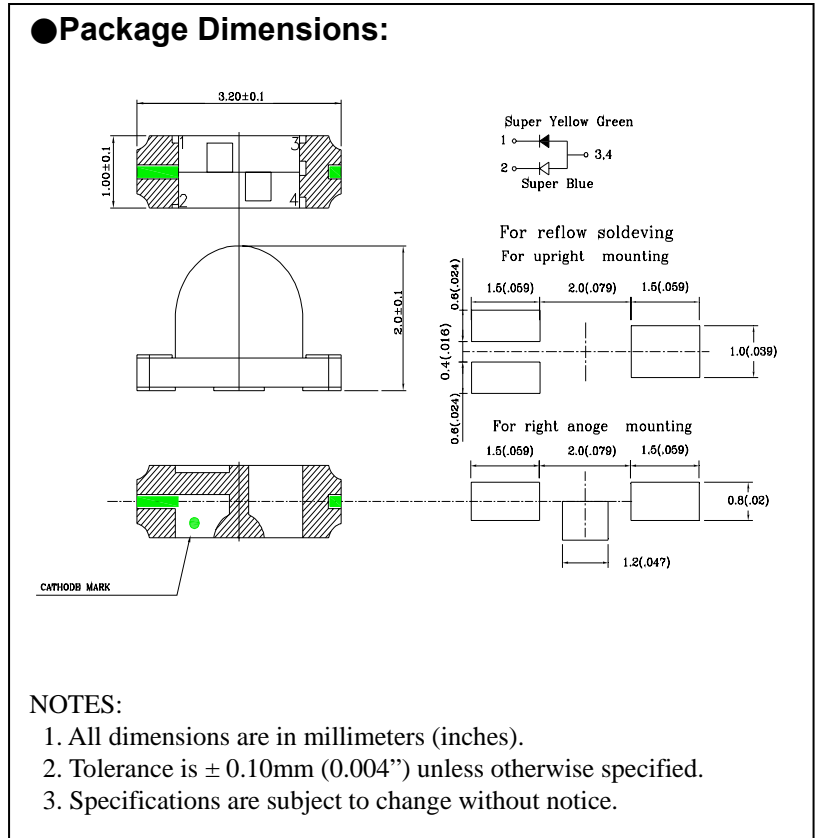 ●Package Dimensions:
3.20±0.1
1.00±0.1
1 3
2 4
2.0±0.1
CATHODE MARK
Super Yellow Green
1 3,4
2
Super Blue
For reflow soldeving
For upright mounting
1.5(.059) 2.0(.079) 1.5(.059)
0.6(.024)
0.4(.016)
0.6(.024)
1.0(.039)
For right anoge mounting
1.5(.059) 2.0(.079) 1.5(.059)
0.8(.02)
1.2(.047)
NOTES:
1. All dimensions are in millimeters (inches).
2. Tolerance is ± 0.10mm (0.004”) unless otherwise specified.
3. Specifications are subject to change without notice.